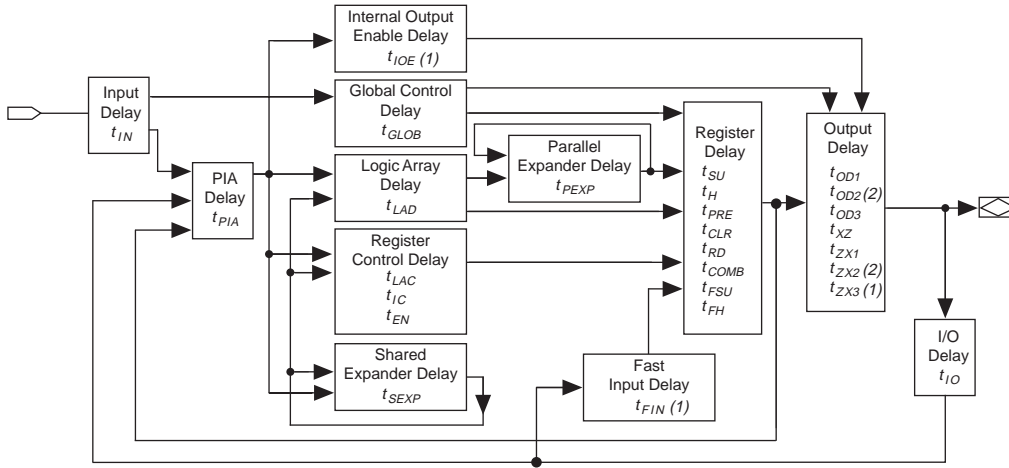 Internal Output
Enable Delay
tIOE (1)
Input
Delay
tIN
Global Control
Delay
tGLOB
PIA
Delay
tPIA
Logic Array
Delay
tLAD
Parallel
Expander Delay
tPEXP
Register
Control Delay
tLAC
tIC
tEN
Shared
Expander Delay
tSEXP
Fast
Input Delay
tFIN (1)
Register
Delay
tSU
tH
tPRE
tCLR
tRD
tCOMB
tFSU
tFH
Output
Delay
tOD1
tOD2 (2)
tOD3
tXZ
tZX1
tZX2 (2)
tZX3 (1)
I/O
Delay
tIO